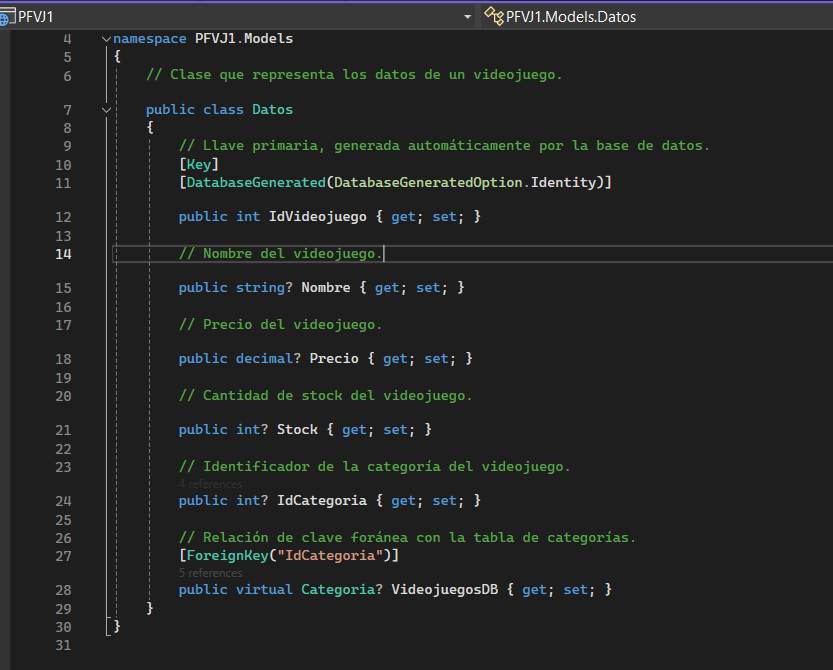 PFVJ1 PFVJ1.Models.Datos
4 namespace PFVJ1.Models
5 {
6 // Clase que representa los datos de un videojuego.
7 public class Datos
8 {
9 // Llave primaria, generada automáticamente por la base de datos.
10 [Key]
11 [DatabaseGenerated(DatabaseGeneratedOption.Identity)]
12 public int IdVideojuego { get; set; }
13
14 // Nombre del videojuego.
15 public string? Nombre { get; set; }
16
17 // Precio del videojuego.
18 public decimal? Precio { get; set; }
19
20 // Cantidad de stock del videojuego.
21 public int? Stock { get; set; }
22
23 // Identificador de la categoría del videojuego.
4 references
24 public int? IdCategoria { get; set; }
25
26 // Relación de clave foránea con la tabla de categorías.
27 [ForeignKey("IdCategoria")]
5 references
28 public virtual Categoria? VideojuegosDB { get; set; }
29 }
30 }
31